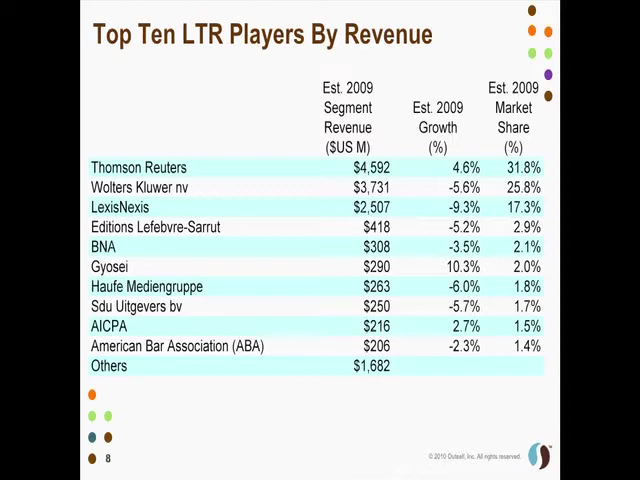 Top Ten LTR Players By Revenue
Est. 2009 Segment Revenue ($US M) Est. 2009 Growth (%) Est. 2009 Market Share (%)
Thomson Reuters $4,592 4.6% 31.8%
Wolters Kluwer nv $3,731 -5.6% 25.8%
LexisNexis $2,507 -9.3% 17.3%
Editions Lefebvre-Sarrut $418 -5.2% 2.9%
BNA $308 -3.5% 2.1%
Gyosei $290 10.3% 2.0%
Haufe Mediengruppe $263 -6.0% 1.8%
Sdu Uitgevers bv $250 -5.7% 1.7%
AICPA $216 2.7% 1.5%
American Bar Association (ABA) $206 -2.3% 1.4%
Others $1,682
8
© 2010 Outsell, Inc. All rights reserved.